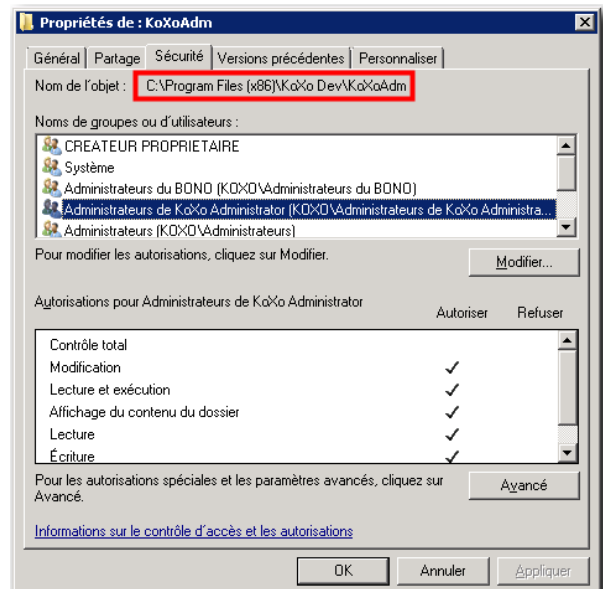 Propriétés de : KoXoAdm
Général Partage Sécurité Versions précédentes Personnaliser
Nom de l'objet : C:\Program Files (x86)\KoXo Dev\KoXoAdm
Noms de groupes ou d'utilisateurs :
CREATEUR PROPRIETAIRE
Système
Administrateurs du BONO (KOXO\Administrateurs du BONO)
Administrateurs de KoXo Administrator (KOXO\Administrateurs de KoXo Administra...
Administrateurs (KOXO\Administrateurs)
Pour modifier les autorisations, cliquez sur Modifier.
Modifier...
Autorisations pour Administrateurs de KoXo Administrator
Autoriser Refuser
Contrôle total
Modification
Lecture et exécution
Affichage du contenu du dossier
Lecture
Écriture
Pour les autorisations spéciales et les paramètres avancés, cliquez sur
Avancé.
Avancé
Informations sur le contrôle d'accès et les autorisations
OK Annuler Appliquer